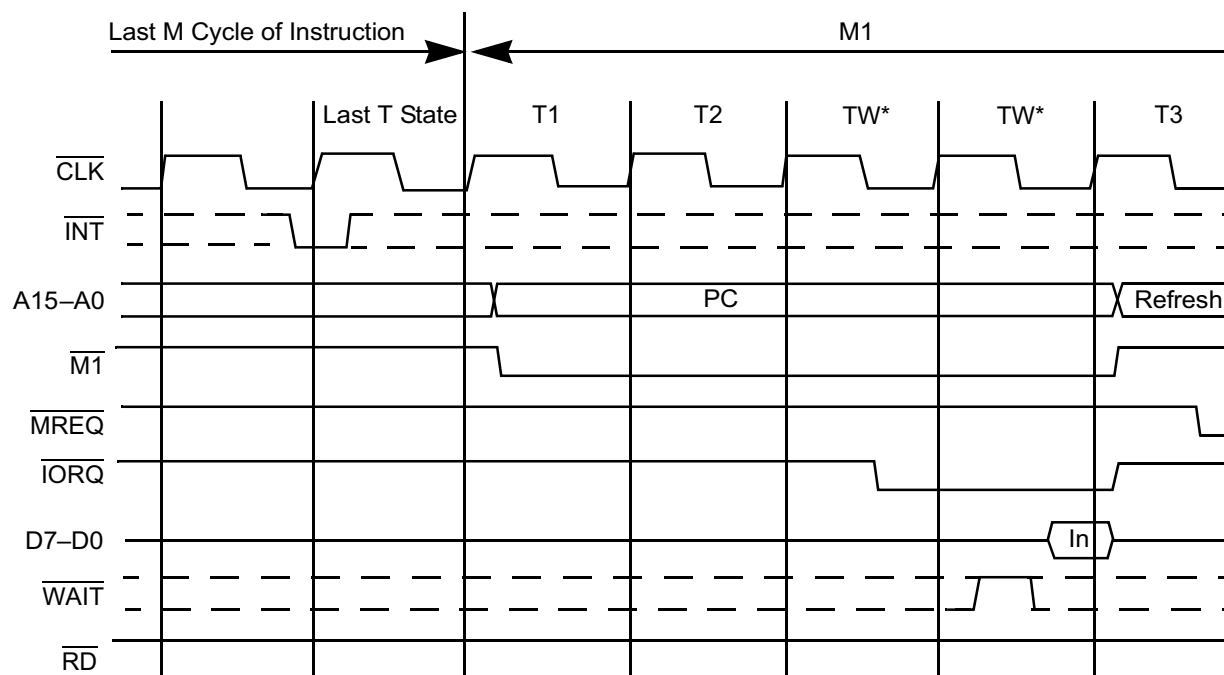 Last M Cycle of Instruction M1
Last T State T1 T2 TW* TW* T3
CLK
INT
A15–A0 PC Refresh
M1
MREQ
IORQ
D7–D0 In
WAIT
RD